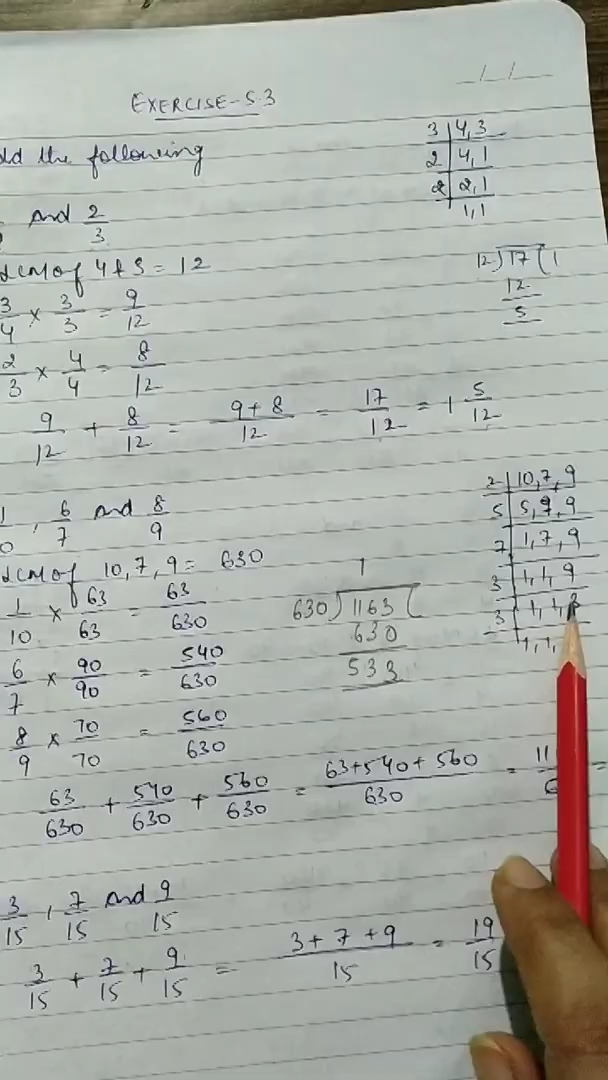 EXERCISE-5.3
__/__/__
the following
and 2/3
LCM of 4 & 3 = 12
3/4 × 3/3 = 9/12
2/3 × 4/4 = 8/12
9/12 + 8/12 = 9+8/12 = 17/12 = 1 5/12
3 | 4,3
2 | 4,1
2 | 2,1
1,1
12)17(1
12
5
, 6/7 and 8/9
LCM of 10,7,9 = 630
1/10 × 63/63 = 63/630
6/7 × 90/90 = 540/630
8/9 × 70/70 = 560/630
1
630)1163(
630
533
2 | 10,7,9
5 | 5,7,9
7 | 1,7,9
3 | 1,1,9
3 | 1,1,3
1,1,
63/630 + 540/630 + 560/630 = 63+540+560/630 = 11 =
3/15 , 7/15 and 9/15
3/15 + 7/15 + 9/15 = 3+7+9/15 = 19/15